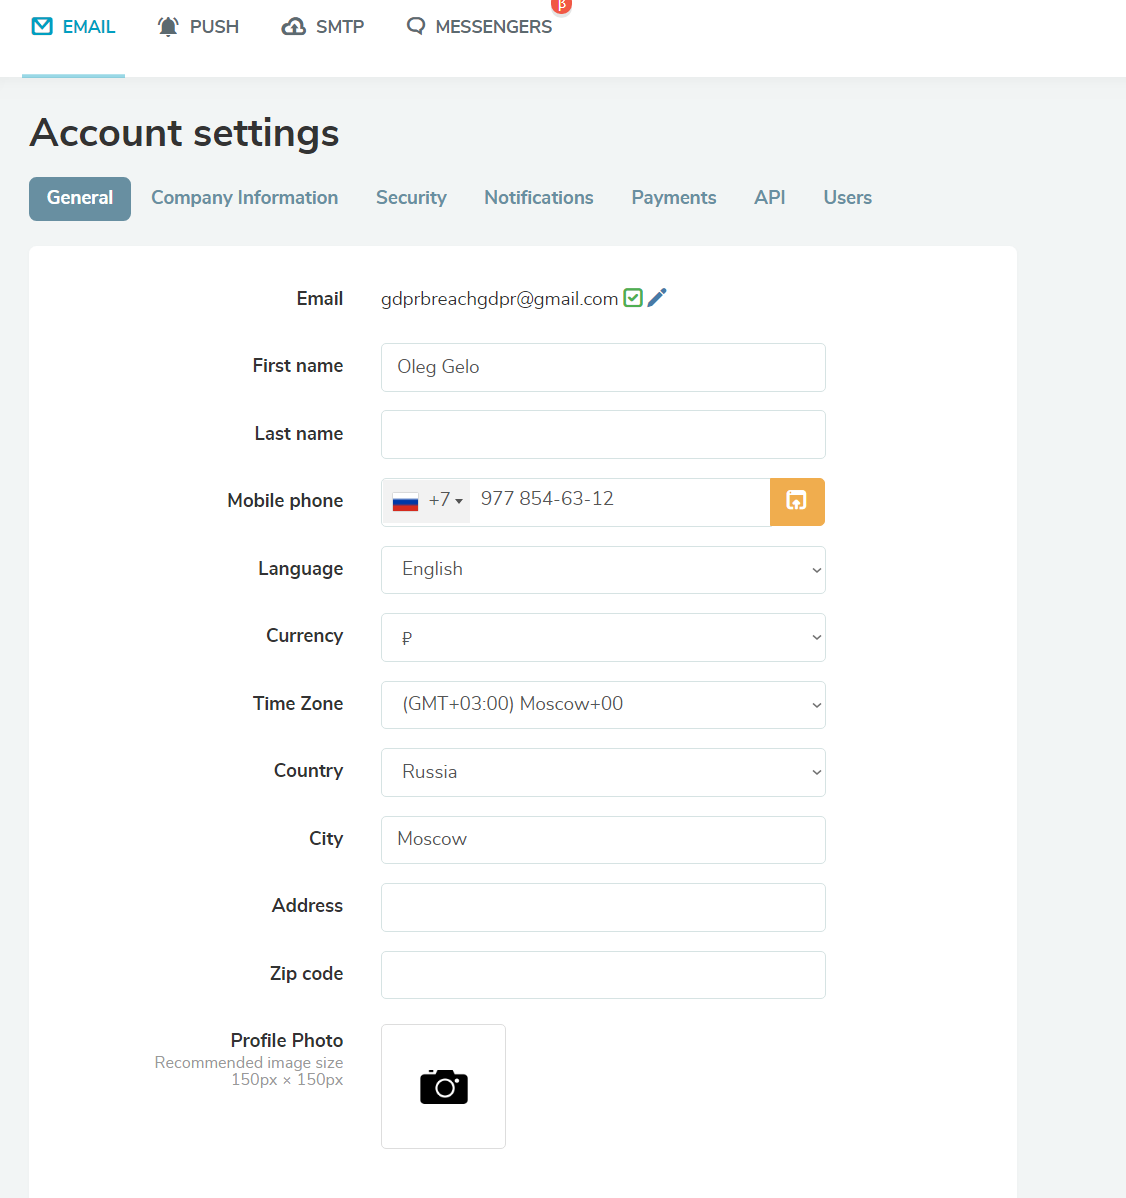 EMAIL PUSH SMTP MESSENGERS β
Account settings
General Company Information Security Notifications Payments API Users
Email gdprbreachgdpr@gmail.com
First name Oleg Gelo
Last name
Mobile phone +7 977 854-63-12
Language English
Currency ₽
Time Zone (GMT+03:00) Moscow+00
Country Russia
City Moscow
Address
Zip code
Profile Photo
Recommended image size
150px × 150px